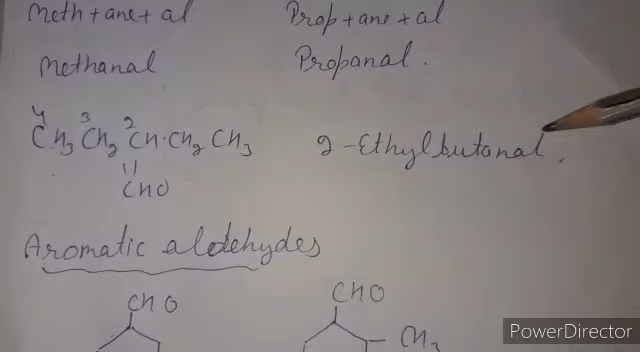 Meth + ane + al Prop + ane + al
Methanal Propanal.
4 3 2
CH3 CH2 CH·CH2 CH3 2-Ethylbutanal.
CHO
Aromatic aldehydes
CHO CHO
CH3
PowerDirector